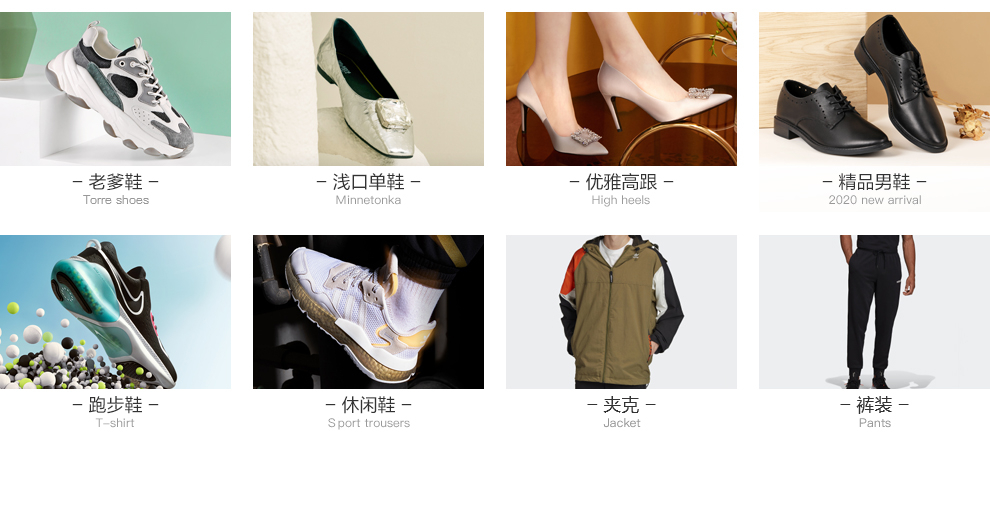 – 老爹鞋 –
Torre shoes
– 浅口单鞋 –
Minnetonka
– 优雅高跟 –
High heels
– 精品男鞋 –
2020 new arrival
– 跑步鞋 –
T-shirt
– 休闲鞋 –
Sport trousers
– 夹克 –
Jacket
– 裤装 –
Pants